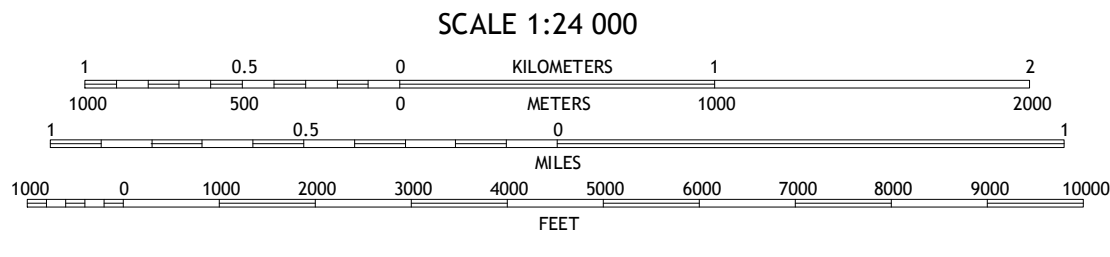 SCALE 1:24 000
1 0.5 0 KILOMETERS 1 2
1000 500 0 METERS 1000 2000
1 0.5 0 1
MILES
1000 0 1000 2000 3000 4000 5000 6000 7000 8000 9000 10000
FEET